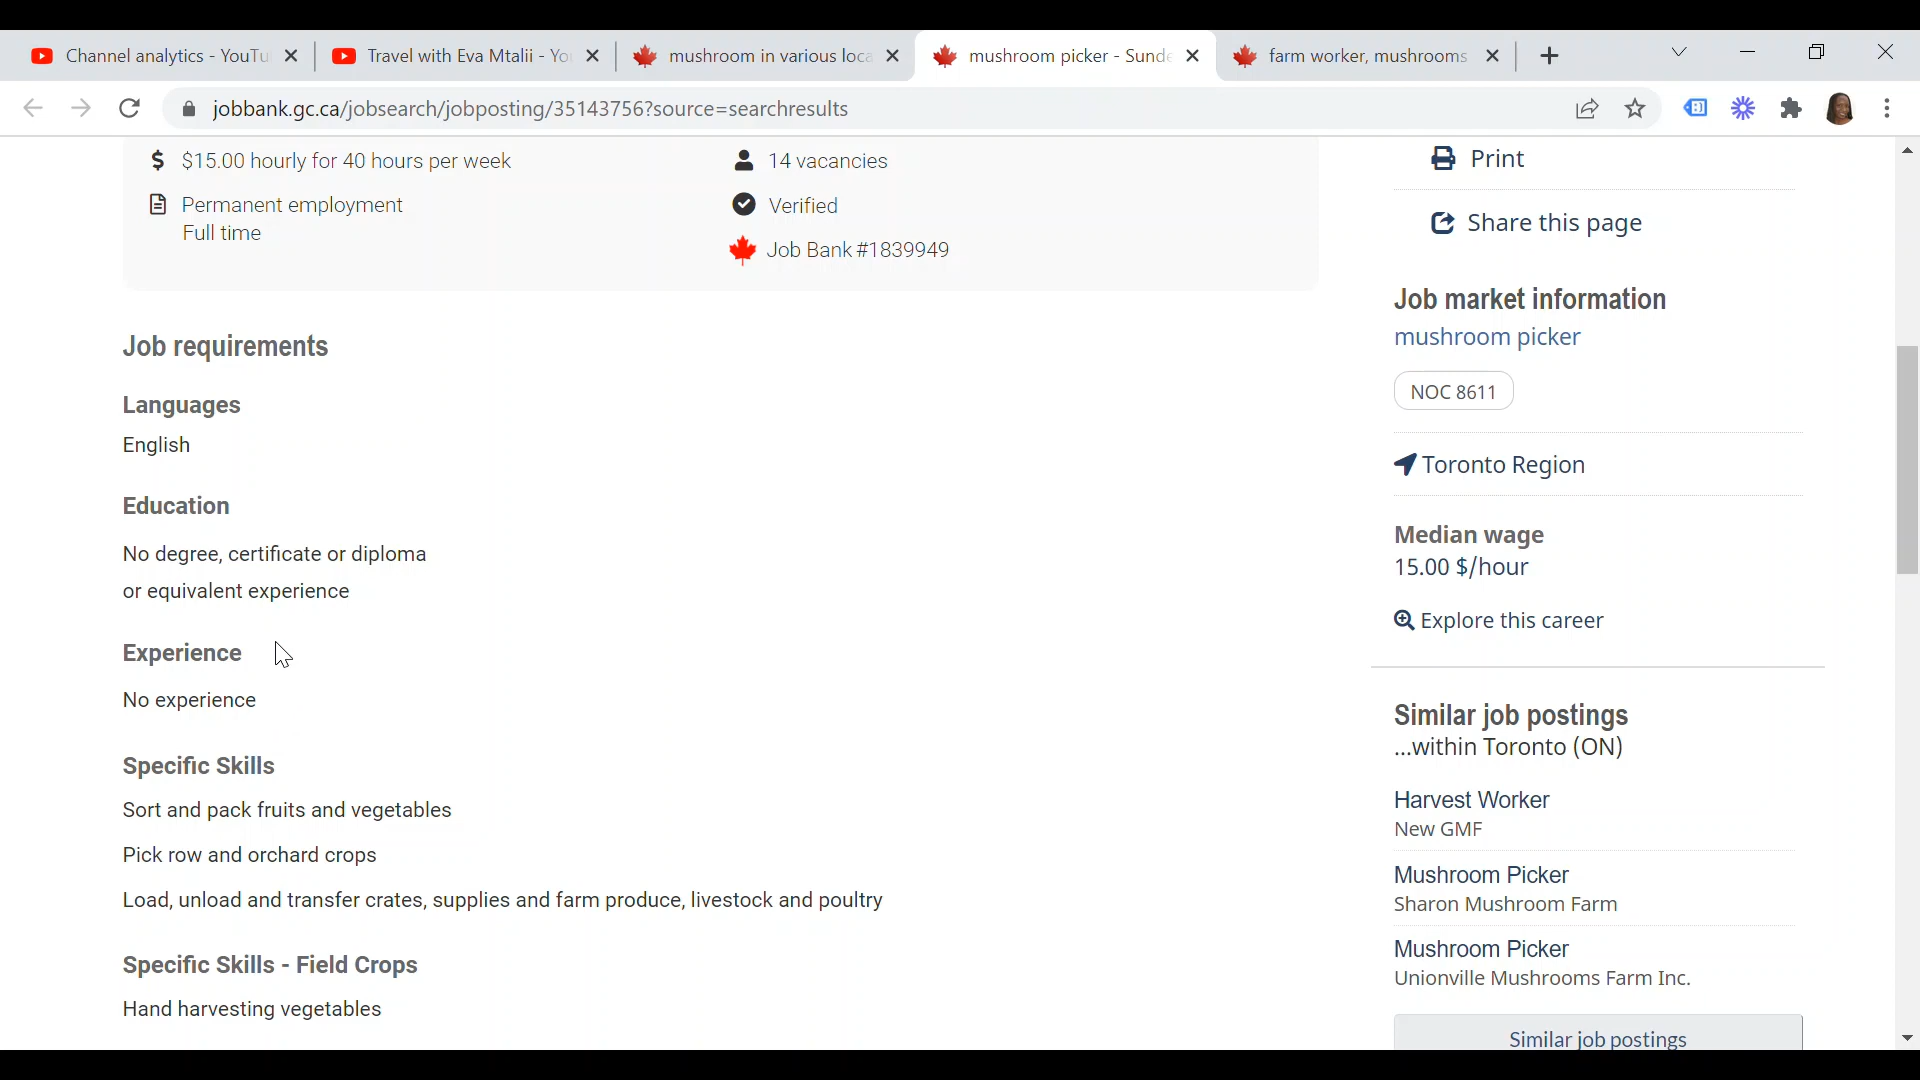 Channel analytics - YouTu
Travel with Eva Mtalii - Yo
mushroom in various loca
mushroom picker - Sunde
farm worker, mushrooms
jobbank.gc.ca/jobsearch/jobposting/35143756?source=searchresults
$15.00 hourly for 40 hours per week
14 vacancies
Permanent employment
Full time
Verified
Job Bank #1839949
Job requirements
Languages
English
Education
No degree, certificate or diploma
or equivalent experience
Experience
No experience
Specific Skills
Sort and pack fruits and vegetables
Pick row and orchard crops
Load, unload and transfer crates, supplies and farm produce, livestock and poultry
Specific Skills - Field Crops
Hand harvesting vegetables
Print
Share this page
Job market information
mushroom picker
NOC 8611
Toronto Region
Median wage
15.00 $/hour
Explore this career
Similar job postings
...within Toronto (ON)
Harvest Worker
New GMF
Mushroom Picker
Sharon Mushroom Farm
Mushroom Picker
Unionville Mushrooms Farm Inc.
Similar job postings